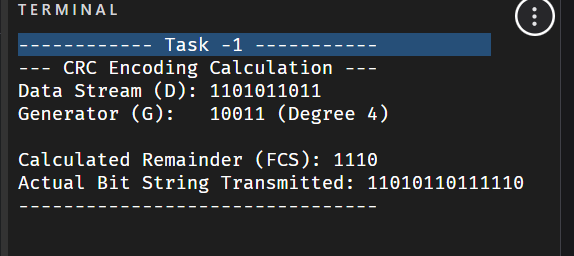 TERMINAL
------------ Task -1 -----------
--- CRC Encoding Calculation ---
Data Stream (D): 1101011011
Generator (G):   10011 (Degree 4)

Calculated Remainder (FCS): 1110
Actual Bit String Transmitted: 11010110111110
--------------------------------